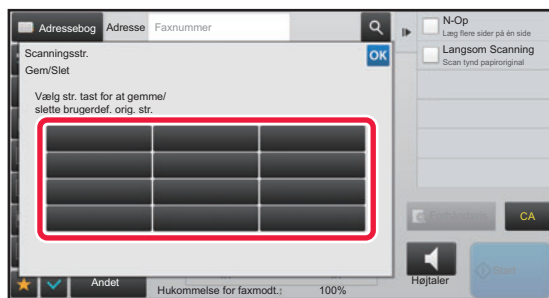 Adressebog Adresse Faxnummer
N-Op
Læg flere sider på én side
Scanningsstr.
OK
Langsom Scanning
Scan tynd papiroriginal
Gem/Slet
Vælg str. tast for at gemme/
slette brugerdef. orig. str.
CA
Start
Højtaler
Andet
Hukommelse for faxmodt.: 100%